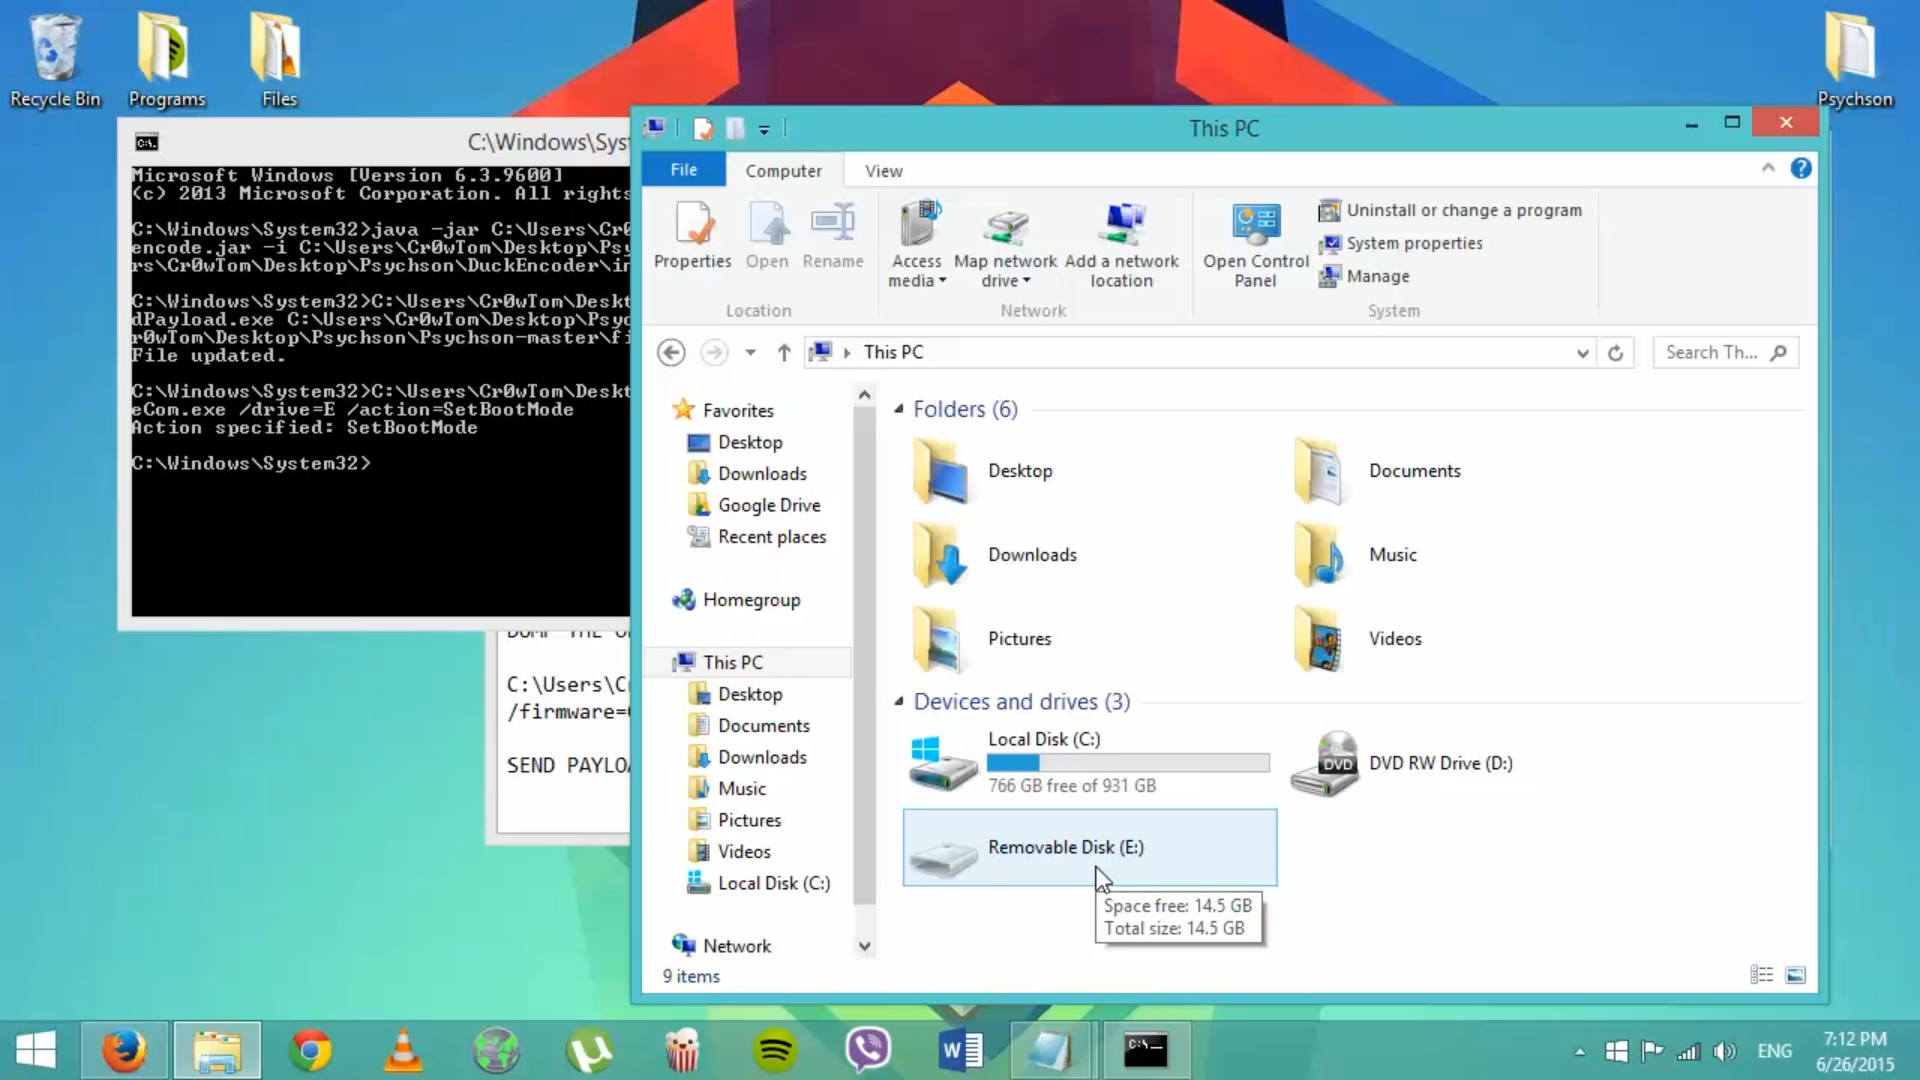 Recycle Bin
Programs
Files
Psychson
C:\Windows\Sys
Microsoft Windows [Version 6.3.9600]
(c) 2013 Microsoft Corporation. All rights
C:\Windows\System32>java -jar C:\Users\Cr0
encode.jar -i C:\Users\Cr0wTom\Desktop\Psy
rs\Cr0wTom\Desktop\Psychson\DuckEncoder\in
C:\Windows\System32>C:\Users\Cr0wTom\Deskt
dPayload.exe C:\Users\Cr0wTom\Desktop\Psyc
r0wTom\Desktop\Psychson\Psychson-master\fi
File updated.
C:\Windows\System32>C:\Users\Cr0wTom\Deskt
eCom.exe /drive=E /action=SetBootMode
Action specified: SetBootMode
C:\Windows\System32>
C:\Users\C
/firmware=
SEND PAYLOA
This PC
File
Computer
View
Properties
Open
Rename
Location
Access media
Map network drive
Add a network location
Network
Open Control Panel
Uninstall or change a program
System properties
Manage
System
This PC
Search Th...
Favorites
Desktop
Downloads
Google Drive
Recent places
Homegroup
This PC
Desktop
Documents
Downloads
Music
Pictures
Videos
Local Disk (C:)
Network
Folders (6)
Desktop
Documents
Downloads
Music
Pictures
Videos
Devices and drives (3)
Local Disk (C:)
766 GB free of 931 GB
DVD
DVD RW Drive (D:)
Removable Disk (E:)
Space free: 14.5 GB
Total size: 14.5 GB
9 items
ENG
7:12 PM
6/26/2015